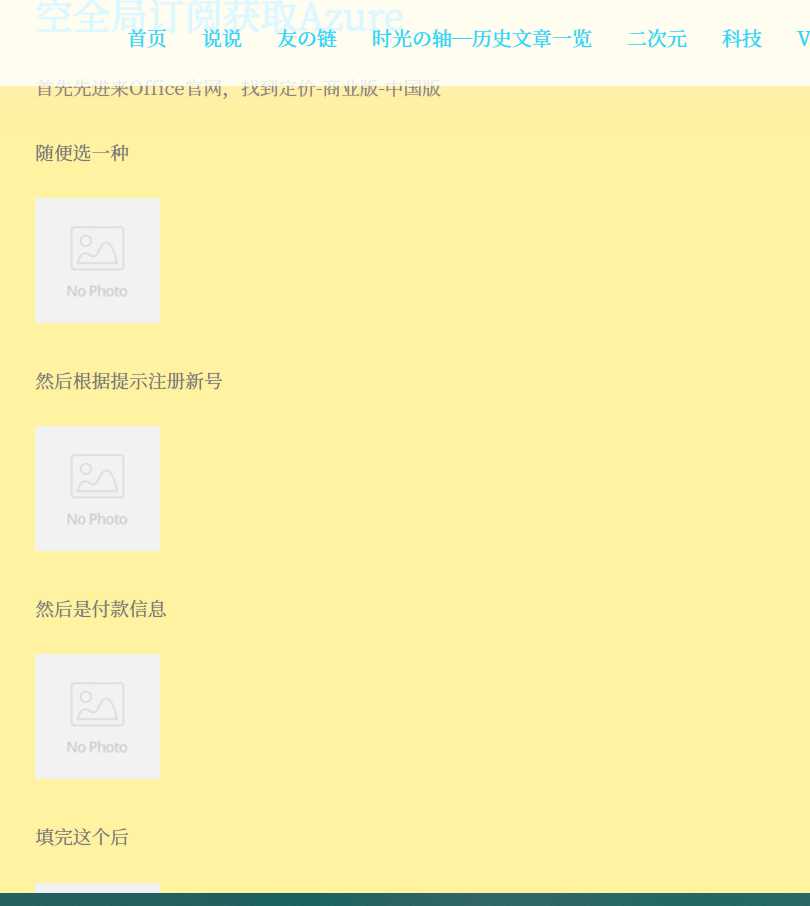 空全局订阅获取Azure
首页 说说 友の链 时光の轴—历史文章一览 二次元 科技 V
首先先进来Office官网，找到定价-商业版-中国版
随便选一种
No Photo
然后根据提示注册新号
No Photo
然后是付款信息
No Photo
填完这个后